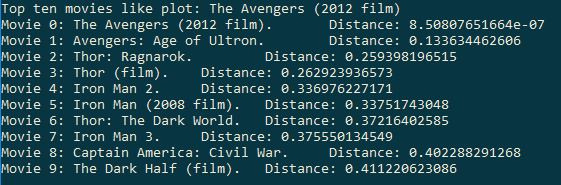 Top ten movies like plot: The Avengers (2012 film)
Movie 0: The Avengers (2012 film). Distance: 8.50807651664e-07
Movie 1: Avengers: Age of Ultron. Distance: 0.133634462606
Movie 2: Thor: Ragnarok. Distance: 0.259398196515
Movie 3: Thor (film). Distance: 0.262923936573
Movie 4: Iron Man 2. Distance: 0.336976227171
Movie 5: Iron Man (2008 film). Distance: 0.33751743048
Movie 6: Thor: The Dark World. Distance: 0.37216402585
Movie 7: Iron Man 3. Distance: 0.375550134549
Movie 8: Captain America: Civil War. Distance: 0.402288291268
Movie 9: The Dark Half (film). Distance: 0.411220623086